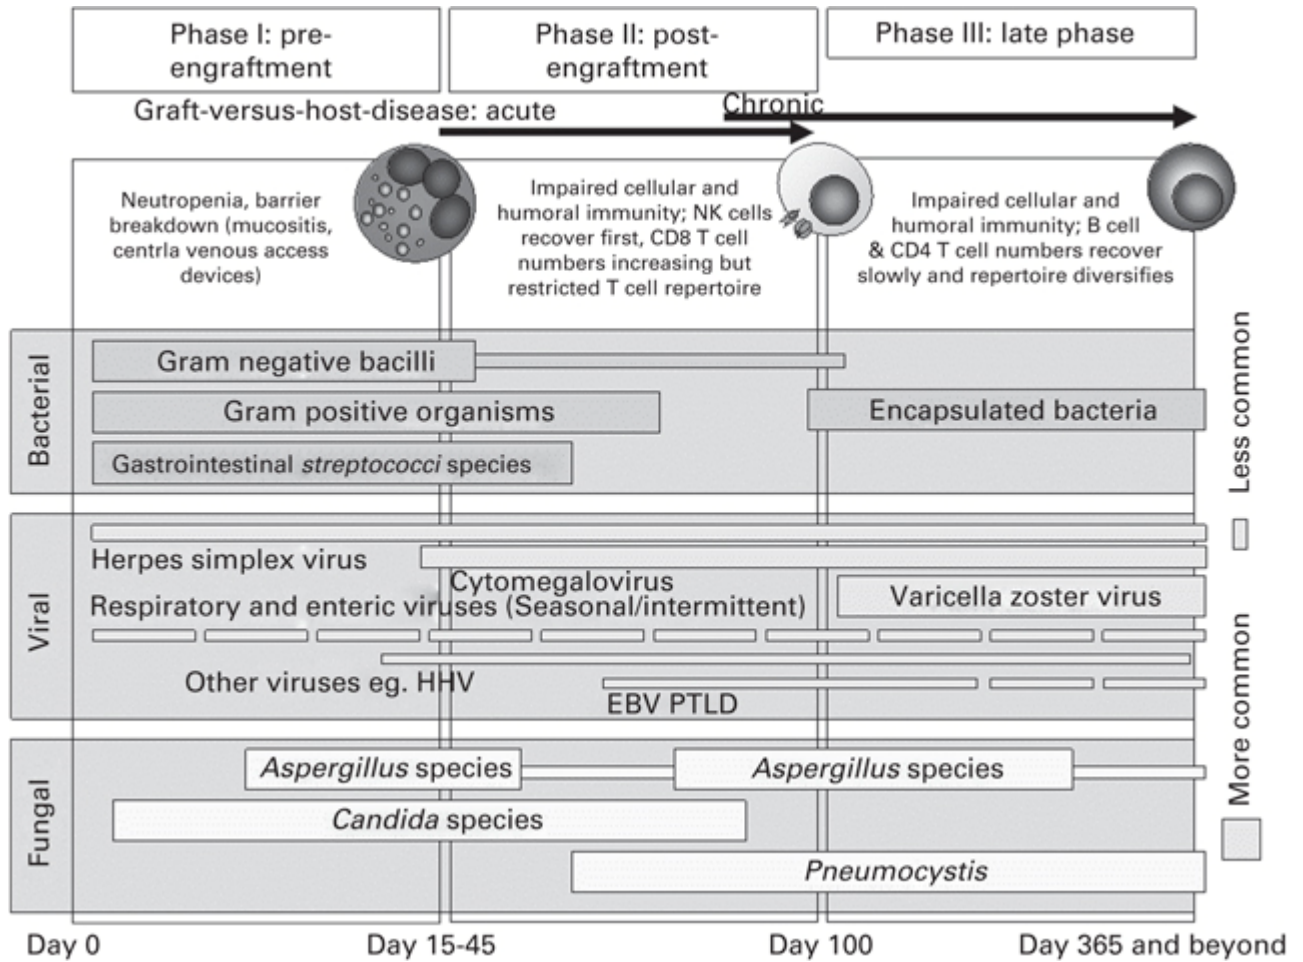 Phase I: pre-
engraftment
Phase II: post-
engraftment
Phase III: late phase
Graft-versus-host-disease: acute
Chronic
Neutropenia, barrier
breakdown (mucositis,
centrla venous access
devices)
Impaired cellular and
humoral immunity; NK cells
recover first, CD8 T cell
numbers increasing but
restricted T cell repertoire
Impaired cellular and
humoral immunity; B cell
& CD4 T cell numbers recover
slowly and repertoire diversifies
Bacterial
Gram negative bacilli
Gram positive organisms
Encapsulated bacteria
Gastrointestinal streptococci species
Viral
Herpes simplex virus
Cytomegalovirus
Varicella zoster virus
Respiratory and enteric viruses (Seasonal/intermittent)
Other viruses eg. HHV
EBV PTLD
Fungal
Aspergillus species
Aspergillus species
Candida species
Pneumocystis
Less common
More common
Day 0
Day 15-45
Day 100
Day 365 and beyond